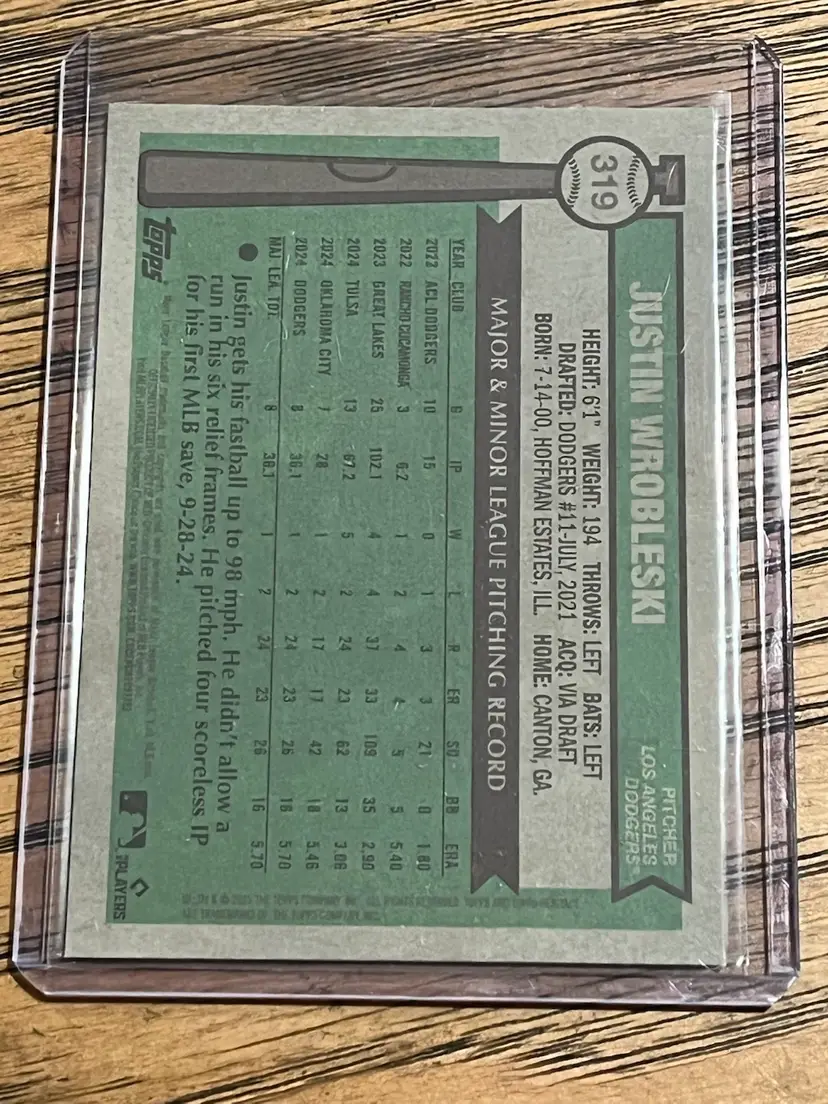 319
JUSTIN WROBLESKI
PITCHER
LOS ANGELES
DODGERS
HEIGHT: 6'1" WEIGHT: 194 THROWS: LEFT BATS: LEFT
DRAFTED: DODGERS #11-JULY, 2021 ACQ: VIA DRAFT
BORN: 7-14-00, HOFFMAN ESTATES, ILL. HOME: CANTON, GA.
MAJOR & MINOR LEAGUE PITCHING RECORD
YEAR CLUB G IP W L R ER SO BB ERA
2022 ACL DODGERS 10 15 0 1 3 3 21 0 1.80
2022 RANCHO CUCAMONGA 3 6.2 1 2 4 4 5 5 5.40
2023 GREAT LAKES 25 102.1 4 4 37 33 109 35 2.90
2024 TULSA 13 67.2 5 2 24 23 62 13 3.06
2024 OKLAHOMA CITY 7 28 1 2 17 17 42 18 5.46
2024 DODGERS 8 36.1 1 2 24 23 26 16 5.70
MAJ. LEA. TOT. 8 36.1 1 2 24 23 26 16 5.70
Justin gets his fastball up to 98 mph. He didn't allow a
run in his six relief frames. He pitched four scoreless IP
for his first MLB save, 9-28-24.
TOPPS
PLAYERS